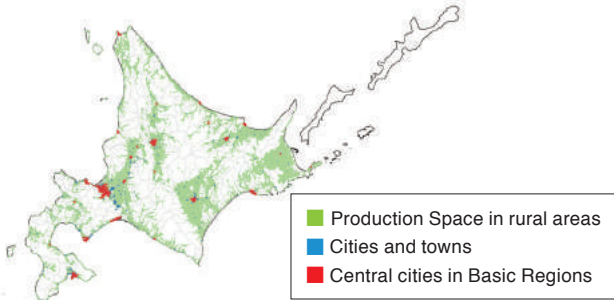 Production Space in rural areas
Cities and towns
Central cities in Basic Regions